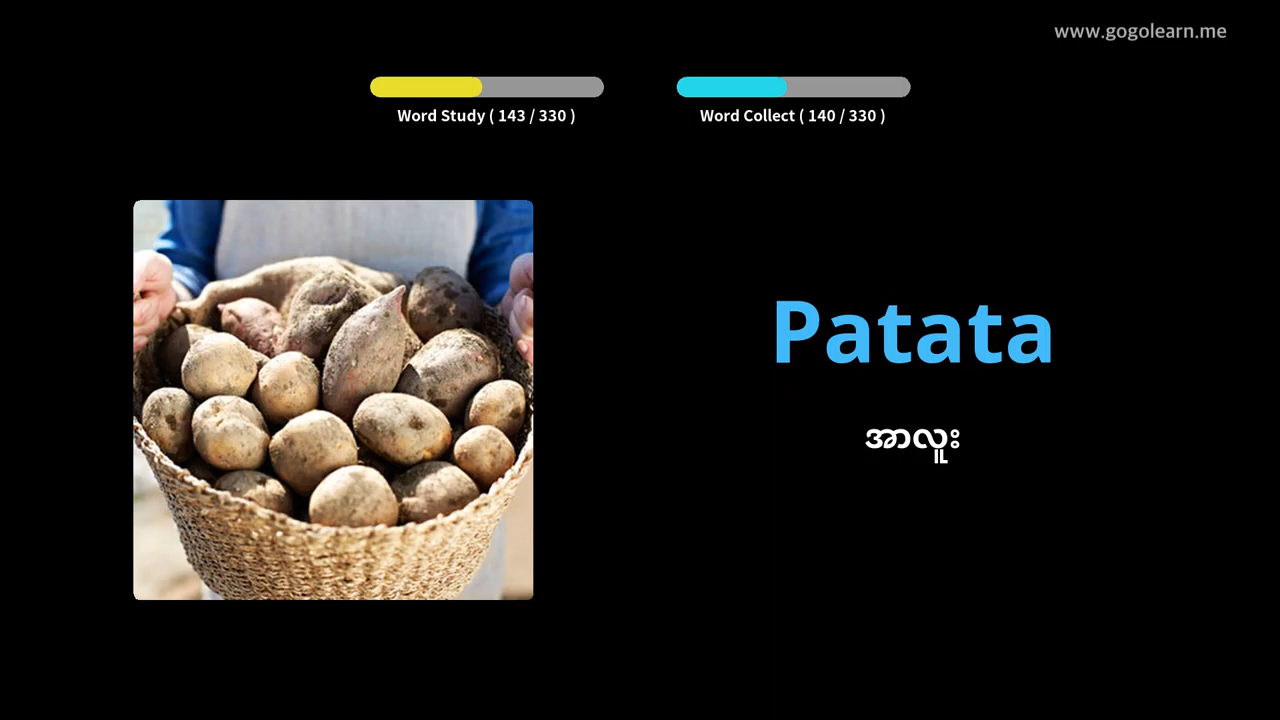 www.gogolearn.me
Word Study ( 143 / 330 )
Word Collect ( 140 / 330 )
Patata
အာလူး